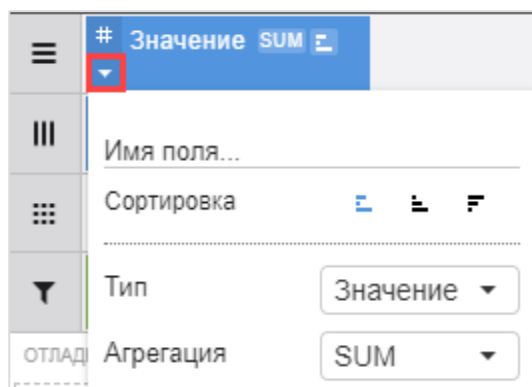 # Значение SUM
Имя поля...
Сортировка
Тип Значение
ОТЛАД Агрегация SUM